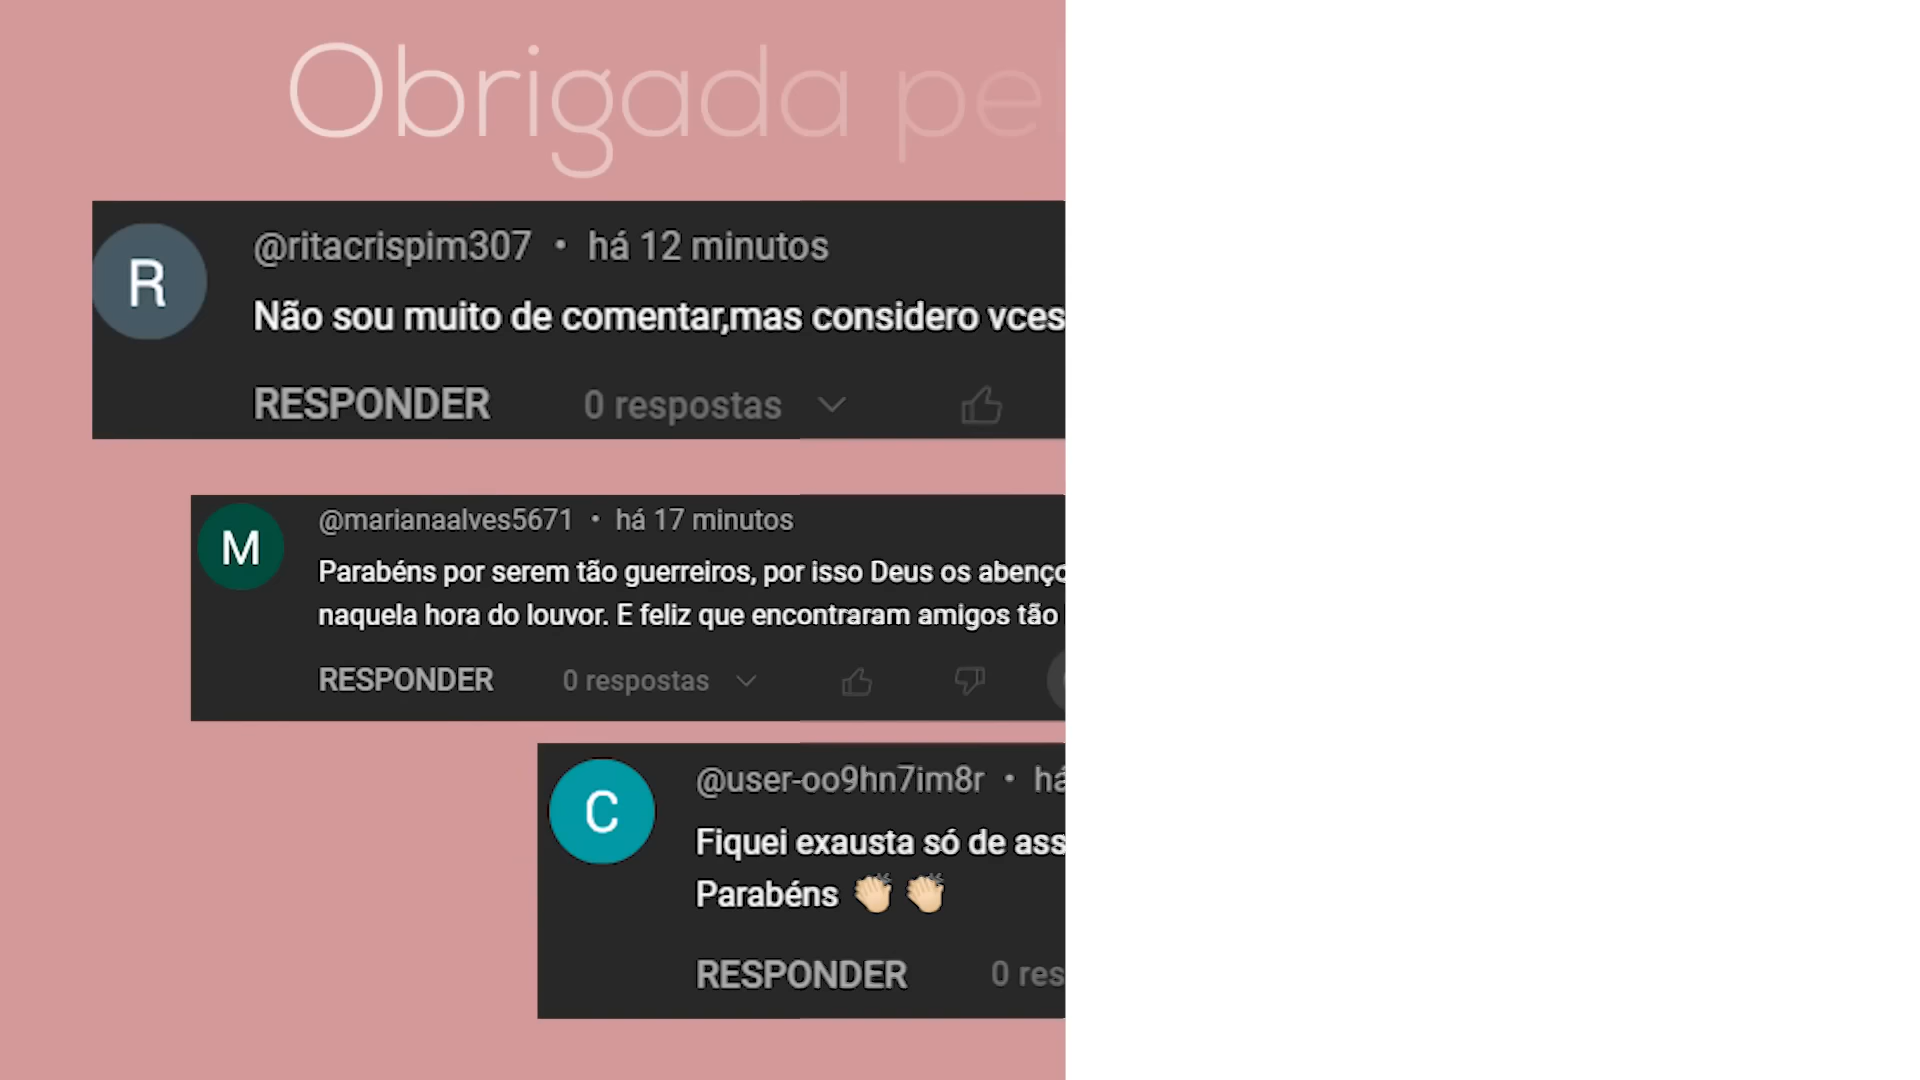 Obrigada pel
R
@ritacrispim307 • há 12 minutos
Não sou muito de comentar,mas considero vces
RESPONDER 0 respostas
M
@marianaalves5671 • há 17 minutos
Parabéns por serem tão guerreiros, por isso Deus os abenço
naquela hora do louvor. E feliz que encontraram amigos tão
RESPONDER 0 respostas
C
@user-oo9hn7im8r • há
Fiquei exausta só de ass
Parabéns 👏🏻 👏🏻
RESPONDER 0 res